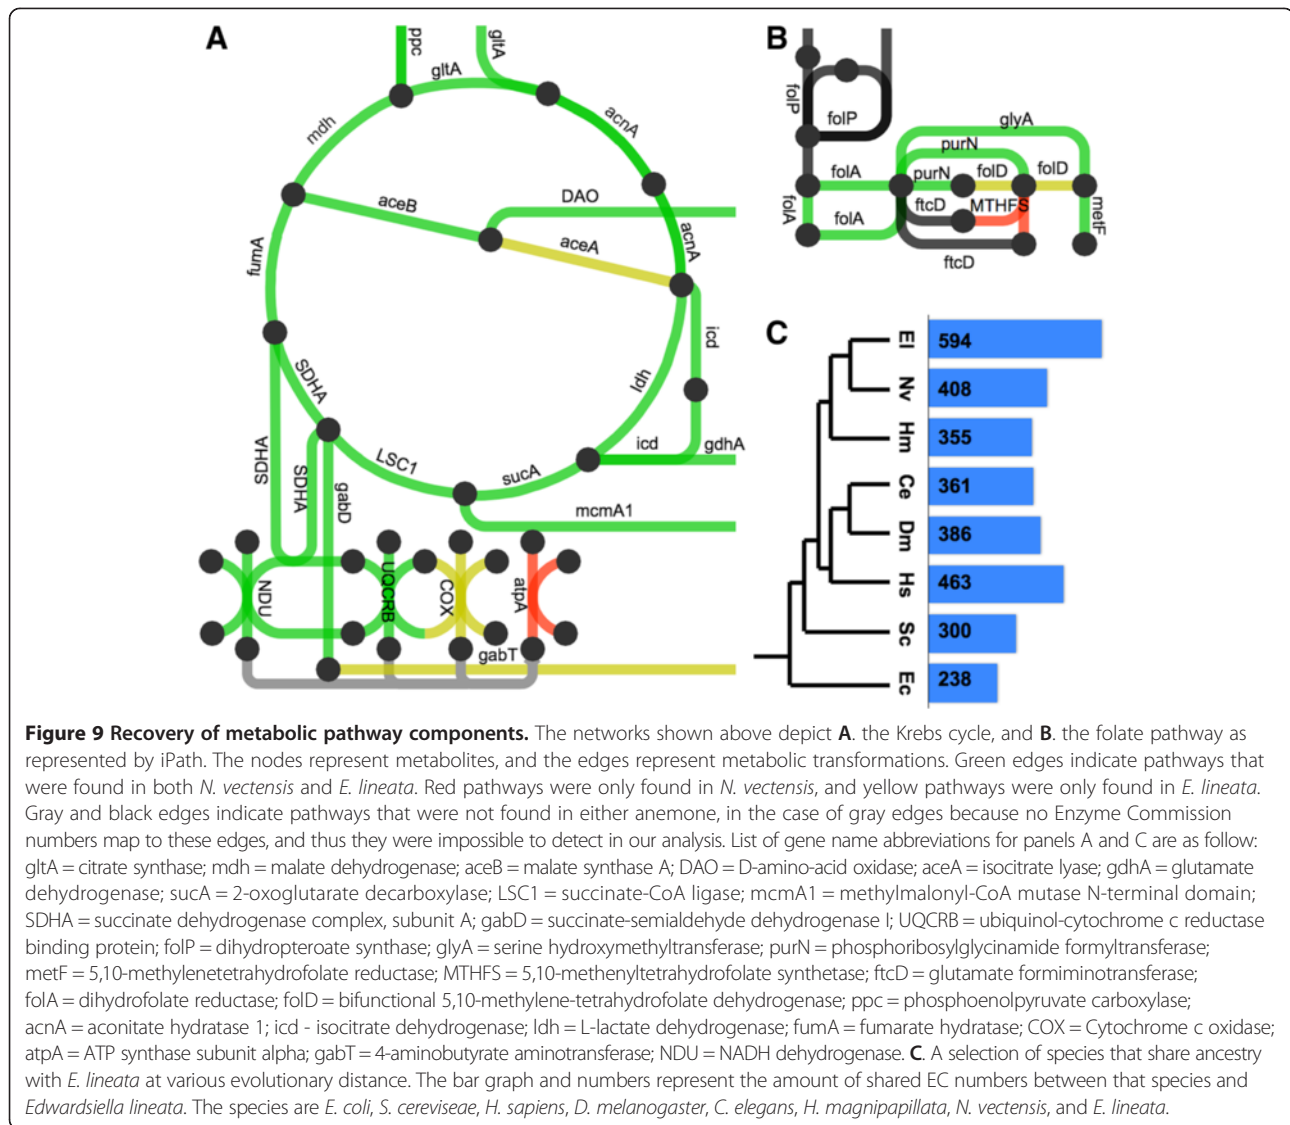 A
ppc
gltA
gltA
acnA
mdh
DAO
aceB
aceA
acnA
fumA
icd
SDHA
ldh
SDHA
SDHA
gabD
LSC1
sucA
icd
gdhA
mcmA1
NDU
UQCRB
COX
atpA
gabT
B
folP
folP
glyA
purN
folA
purN
folD
folD
folA
folA
ftcD
MTHFS
metF
ftcD
C
El 594
Nv 408
Hm 355
Ce 361
Dm 386
Hs 463
Sc 300
Ec 238
Figure 9 Recovery of metabolic pathway components. The networks shown above depict A. the Krebs cycle, and B. the folate pathway as
represented by iPath. The nodes represent metabolites, and the edges represent metabolic transformations. Green edges indicate pathways that
were found in both N. vectensis and E. lineata. Red pathways were only found in N. vectensis, and yellow pathways were only found in E. lineata.
Gray and black edges indicate pathways that were not found in either anemone, in the case of gray edges because no Enzyme Commission
numbers map to these edges, and thus they were impossible to detect in our analysis. List of gene name abbreviations for panels A and C are as follow:
gltA = citrate synthase; mdh = malate dehydrogenase; aceB = malate synthase A; DAO = D-amino-acid oxidase; aceA = isocitrate lyase; gdhA = glutamate
dehydrogenase; sucA = 2-oxoglutarate decarboxylase; LSC1 = succinate-CoA ligase; mcmA1 = methylmalonyl-CoA mutase N-terminal domain;
SDHA = succinate dehydrogenase complex, subunit A; gabD = succinate-semialdehyde dehydrogenase I; UQCRB = ubiquinol-cytochrome c reductase
binding protein; folP = dihydropteroate synthase; glyA = serine hydroxymethyltransferase; purN = phosphoribosylglycinamide formyltransferase;
metF = 5,10-methylenetetrahydrofolate reductase; MTHFS = 5,10-methenyltetrahydrofolate synthetase; ftcD = glutamate formiminotransferase;
folA = dihydrofolate reductase; folD = bifunctional 5,10-methylene-tetrahydrofolate dehydrogenase; ppc = phosphoenolpyruvate carboxylase;
acnA = aconitate hydratase 1; icd - isocitrate dehydrogenase; ldh = L-lactate dehydrogenase; fumA = fumarate hydratase; COX = Cytochrome c oxidase;
atpA = ATP synthase subunit alpha; gabT = 4-aminobutyrate aminotransferase; NDU = NADH dehydrogenase. C. A selection of species that share ancestry
with E. lineata at various evolutionary distance. The bar graph and numbers represent the amount of shared EC numbers between that species and
Edwardsiella lineata. The species are E. coli, S. cereviseae, H. sapiens, D. melanogaster, C. elegans, H. magnipapillata, N. vectensis, and E. lineata.